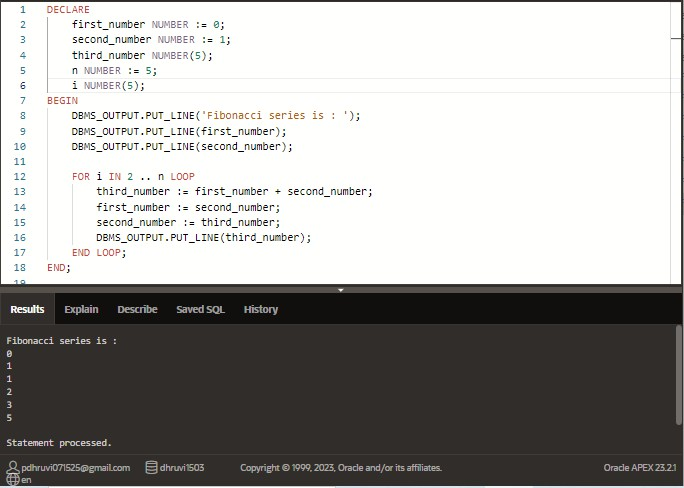 1 DECLARE
2 first_number NUMBER := 0;
3 second_number NUMBER := 1;
4 third_number NUMBER(5);
5 n NUMBER := 5;
6 i NUMBER(5);
7 BEGIN
8 DBMS_OUTPUT.PUT_LINE('Fibonacci series is : ');
9 DBMS_OUTPUT.PUT_LINE(first_number);
10 DBMS_OUTPUT.PUT_LINE(second_number);
11
12 FOR i IN 2 .. n LOOP
13 third_number := first_number + second_number;
14 first_number := second_number;
15 second_number := third_number;
16 DBMS_OUTPUT.PUT_LINE(third_number);
17 END LOOP;
18 END;
19
Results Explain Describe Saved SQL History
Fibonacci series is :
0
1
1
2
3
5
Statement processed.
pdhruvi071525@gmail.com dhruvi1503 Copyright © 1999, 2023, Oracle and/or its affiliates. Oracle APEX 23.2.1
en